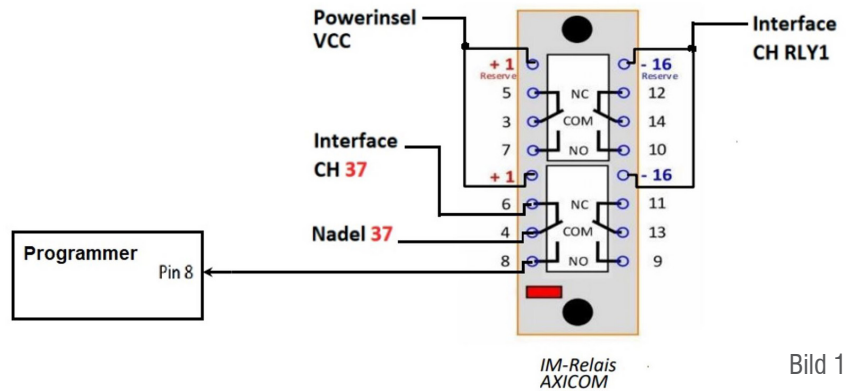 Powerinsel
VCC
Interface
CH RLY1
+ 1
Reserve
- 16
Reserve
5
NC
12
3
COM
14
7
NO
10
Interface
CH 37
+ 1
- 16
6
NC
11
Nadel 37
4
COM
13
8
NO
9
Programmer
Pin 8
IM-Relais
AXICOM
Bild 1